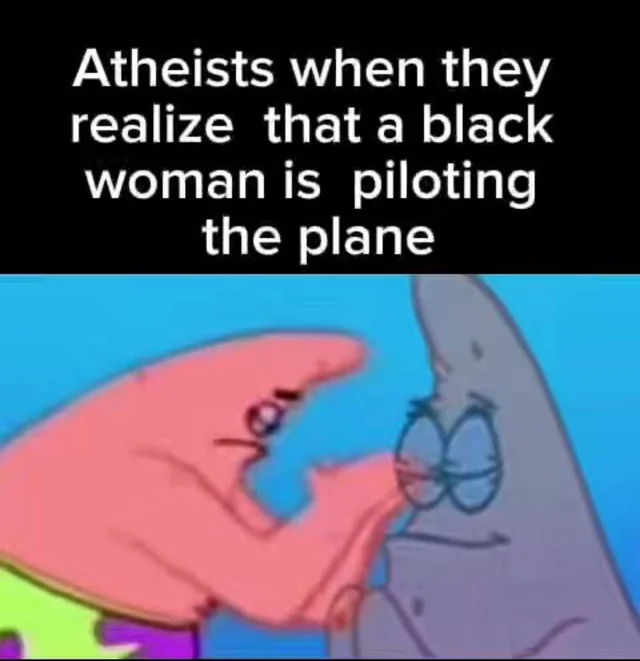 Atheists when they
realize that a black
woman is piloting
the plane